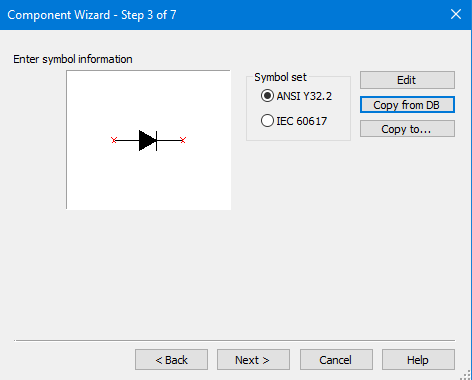 Component Wizard - Step 3 of 7
Enter symbol information
Symbol set
ANSI Y32.2
IEC 60617
Edit
Copy from DB
Copy to...
< Back
Next >
Cancel
Help